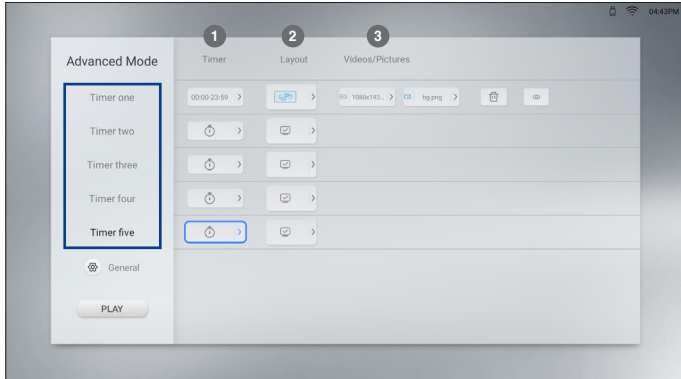 04:43PM
1 2 3
Advanced Mode Timer Layout Videos/Pictures
Timer one 00:00-23:59 1080x192... bg.png
Timer two
Timer three
Timer four
Timer five
General
PLAY